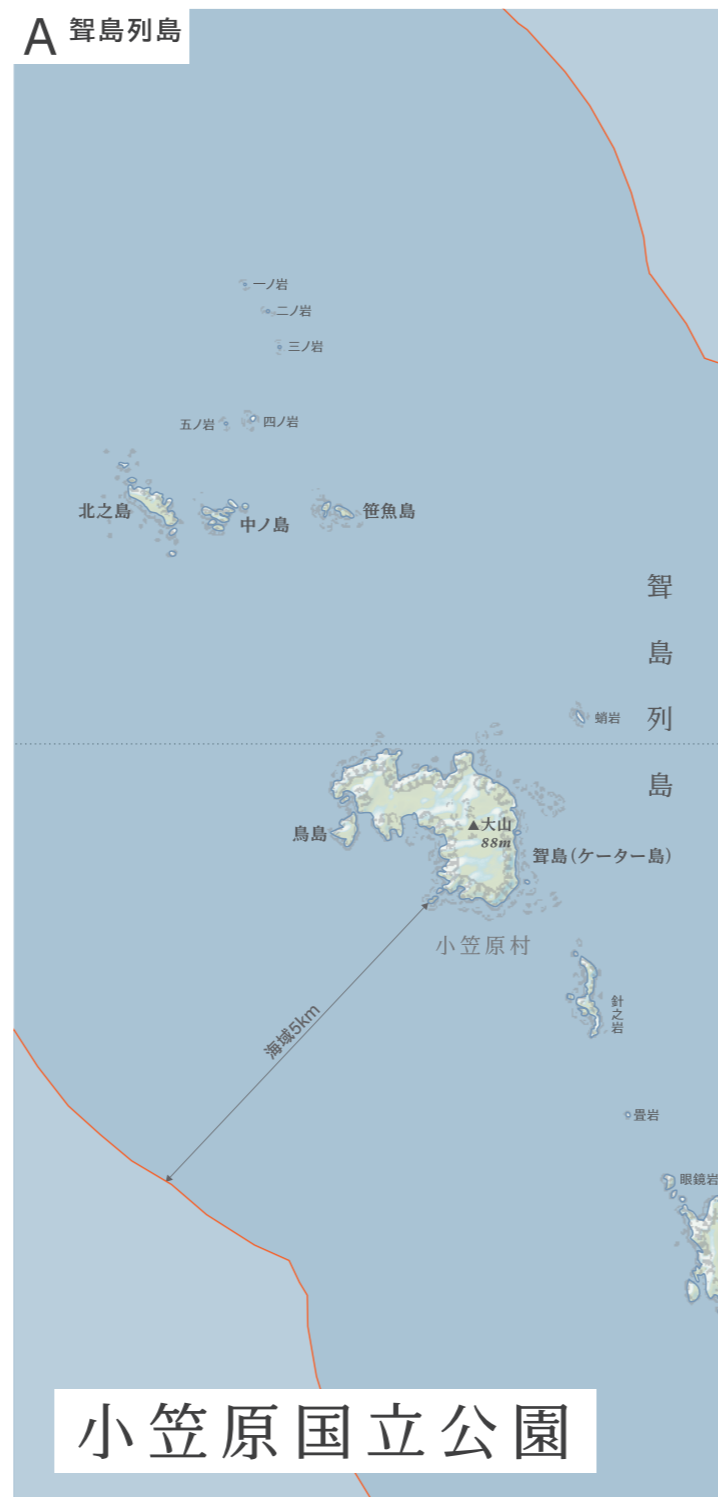 A 聟島列島
一ノ岩
二ノ岩
三ノ岩
五ノ岩
四ノ岩
北之島
中ノ島
笹魚島
聟島列島
蛸岩
鳥島
▲大山
88m
聟島(ケーター島)
小笠原村
針之岩
海域5km
畳岩
眼鏡岩
小笠原国立公園